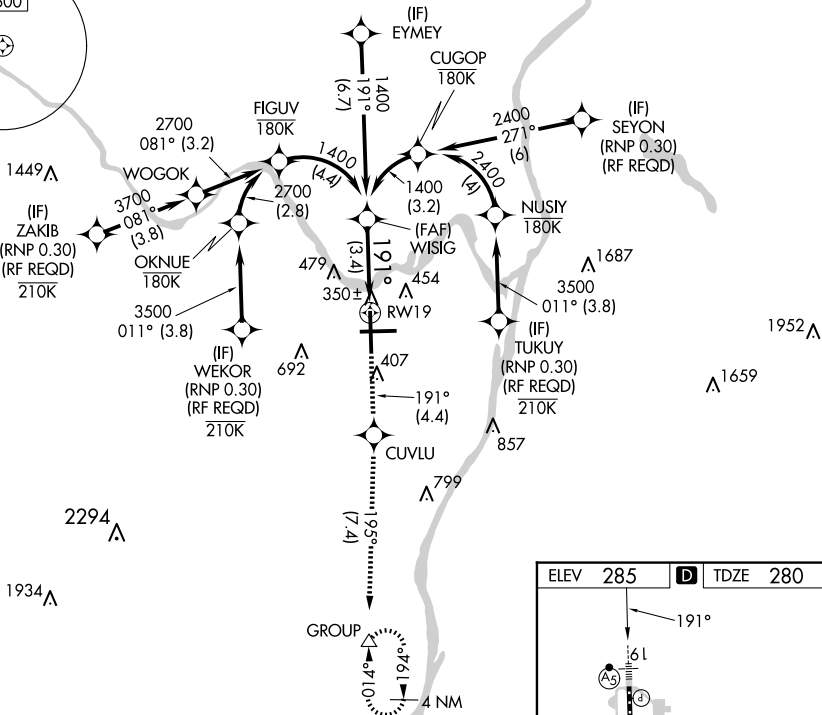 (IF)
EYMEY
1400
191°
(6.7)
CUGOP
180K
FIGUV
180K
2700
081° (3.2)
2400
271°
(6)
(IF)
SEYON
(RNP 0.30)
(RF REQD)
1449
WOGOK
1400
(4.4)
1400
(3.2)
2400
(4)
3700
081°
(3.8)
2700
(2.8)
(IF)
ZAKIB
(RNP 0.30)
(RF REQD)
210K
NUSIY
180K
(FAF)
WISIG
191°
(3.4)
OKNUE
180K
479
454
350±
RW19
1687
3500
011° (3.8)
3500
011° (3.8)
(IF)
WEKOR
(RNP 0.30)
(RF REQD)
210K
692
407
(IF)
TUKUY
(RNP 0.30)
(RF REQD)
210K
1952
1659
191°
(4.4)
CUVLU
857
799
195°
(7.4)
2294
1934
GROUP
014°
194°
4 NM
ELEV 285 D TDZE 280
191°
19
A5
P